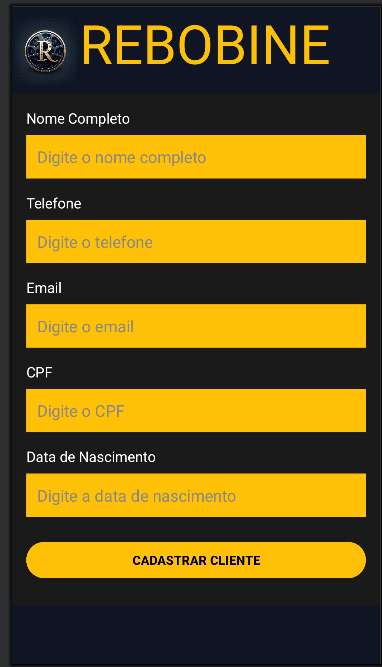 R
REBOBINE
Nome Completo
Digite o nome completo
Telefone
Digite o telefone
Email
Digite o email
CPF
Digite o CPF
Data de Nascimento
Digite a data de nascimento
CADASTRAR CLIENTE